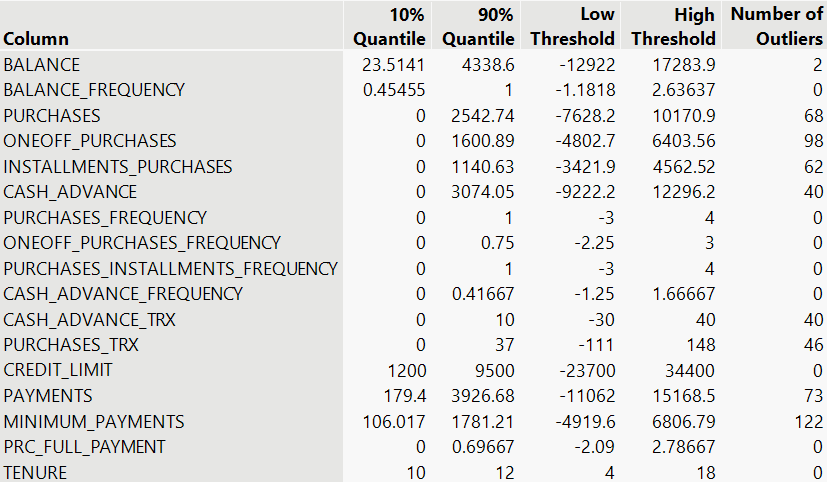 10% 90% Low High Number of
Column Quantile Quantile Threshold Threshold Outliers
BALANCE 23.5141 4338.6 -12922 17283.9 2
BALANCE_FREQUENCY 0.45455 1 -1.1818 2.63637 0
PURCHASES 0 2542.74 -7628.2 10170.9 68
ONEOFF_PURCHASES 0 1600.89 -4802.7 6403.56 98
INSTALLMENTS_PURCHASES 0 1140.63 -3421.9 4562.52 62
CASH_ADVANCE 0 3074.05 -9222.2 12296.2 40
PURCHASES_FREQUENCY 0 1 -3 4 0
ONEOFF_PURCHASES_FREQUENCY 0 0.75 -2.25 3 0
PURCHASES_INSTALLMENTS_FREQUENCY 0 1 -3 4 0
CASH_ADVANCE_FREQUENCY 0 0.41667 -1.25 1.66667 0
CASH_ADVANCE_TRX 0 10 -30 40 40
PURCHASES_TRX 0 37 -111 148 46
CREDIT_LIMIT 1200 9500 -23700 34400 0
PAYMENTS 179.4 3926.68 -11062 15168.5 73
MINIMUM_PAYMENTS 106.017 1781.21 -4919.6 6806.79 122
PRC_FULL_PAYMENT 0 0.69667 -2.09 2.78667 0
TENURE 10 12 4 18 0